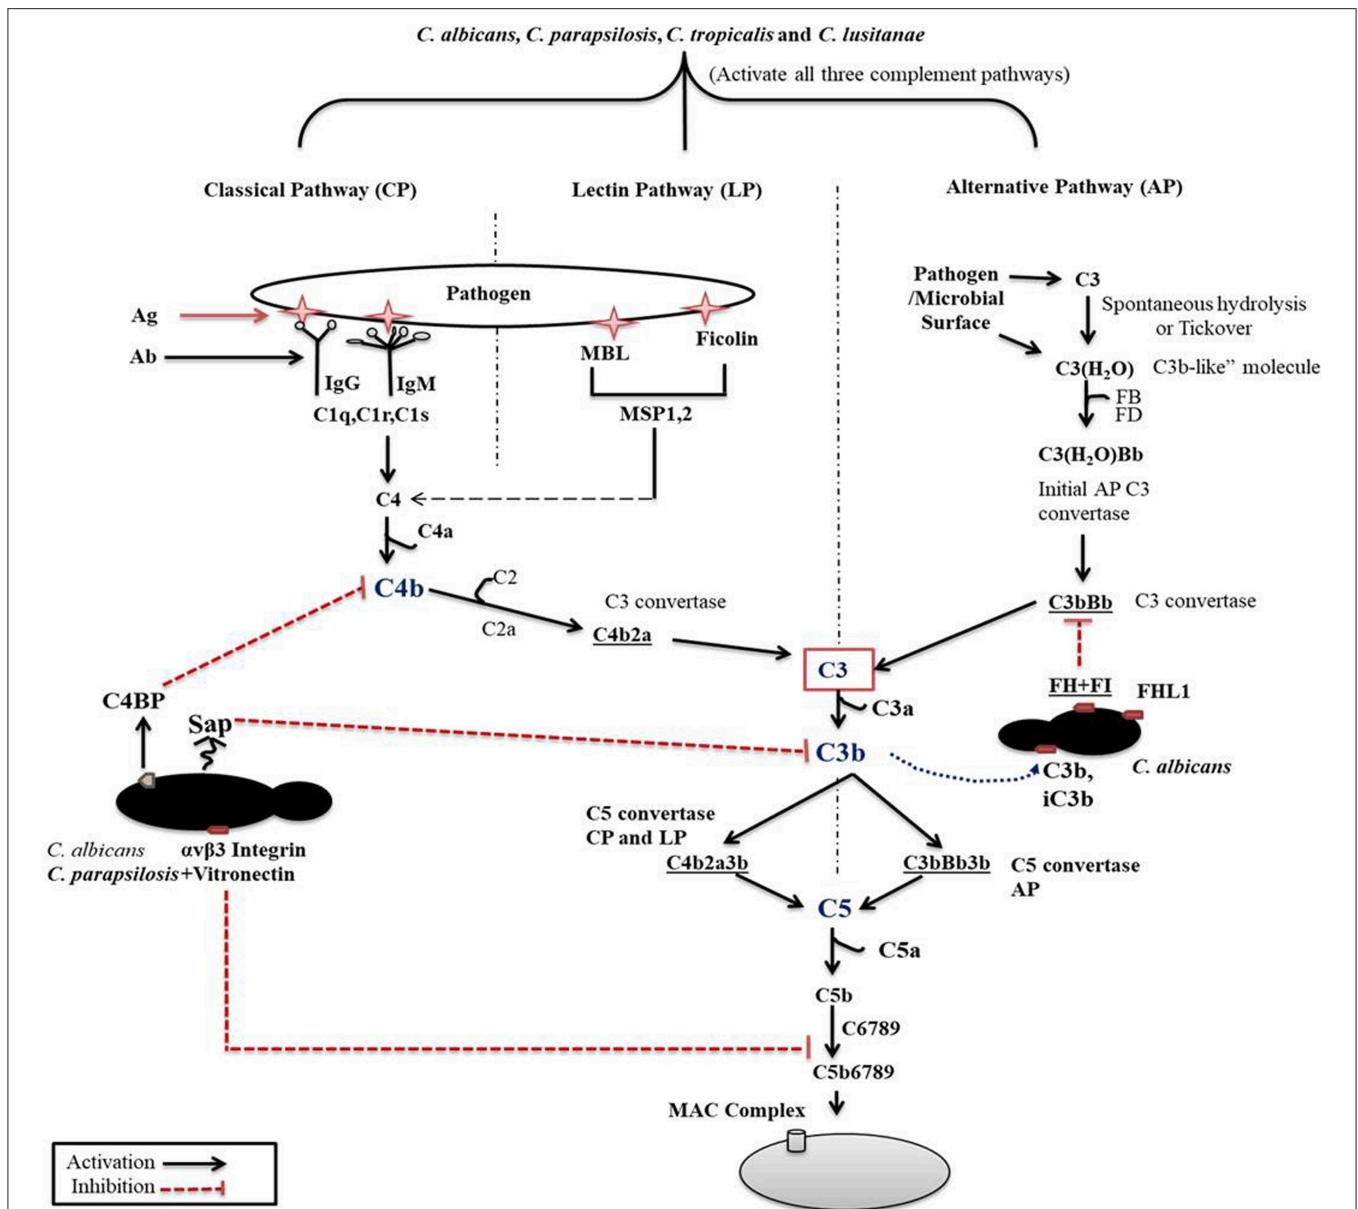 C. albicans, C. parapsilosis, C. tropicalis and C. lusitanae
(Activate all three complement pathways)
Classical Pathway (CP)
Lectin Pathway (LP)
Alternative Pathway (AP)
Pathogen
Ag
Ab
IgG
IgM
C1q,C1r,C1s
MBL
Ficolin
MSP1,2
C4
C4a
C4b
C2
C2a
C3 convertase
C4b2a
Pathogen
/Microbial
Surface
C3
Spontaneous hydrolysis
or Tickover
C3(H₂O)
C3b-like” molecule
FB
FD
C3(H₂O)Bb
Initial AP C3
convertase
C3bBb
C3 convertase
C3
C3a
C3b
FH+FI
FHL1
C. albicans
C3b,
iC3b
C4BP
Sap
C. albicans
αvβ3 Integrin
C. parapsilosis
+Vitronectin
C5 convertase
CP and LP
C4b2a3b
C3bBb3b
C5 convertase
AP
C5
C5a
C5b
C6789
C5b6789
MAC Complex
Activation
Inhibition